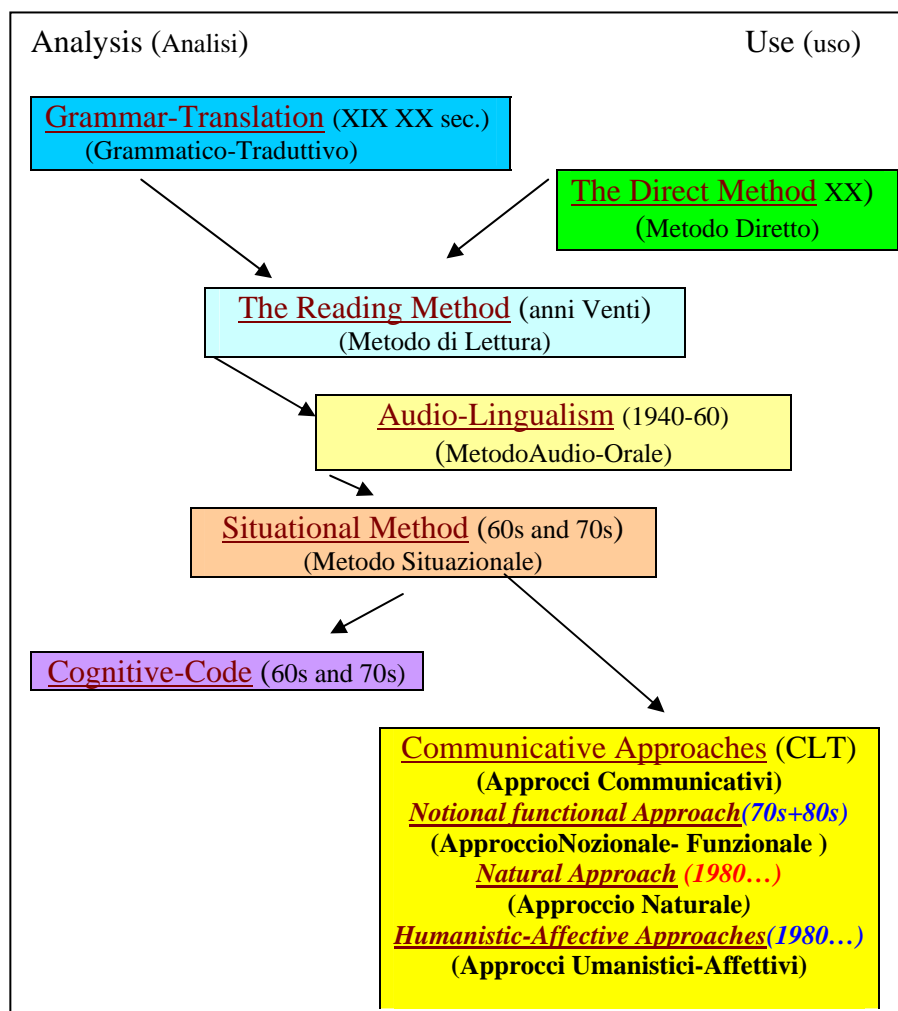 Analysis (Analisi) Use (uso)
Grammar-Translation (XIX XX sec.)
(Grammatico-Traduttivo)
The Direct Method XX)
(Metodo Diretto)
The Reading Method (anni Venti)
(Metodo di Lettura)
Audio-Lingualism (1940-60)
(MetodoAudio-Orale)
Situational Method (60s and 70s)
(Metodo Situazionale)
Cognitive-Code (60s and 70s)
Communicative Approaches (CLT)
(Approcci Communicativi)
Notional functional Approach(70s+80s)
(ApproccioNozionale- Funzionale )
Natural Approach (1980…)
(Approccio Naturale)
Humanistic-Affective Approaches(1980…)
(Approcci Umanistici-Affettivi)